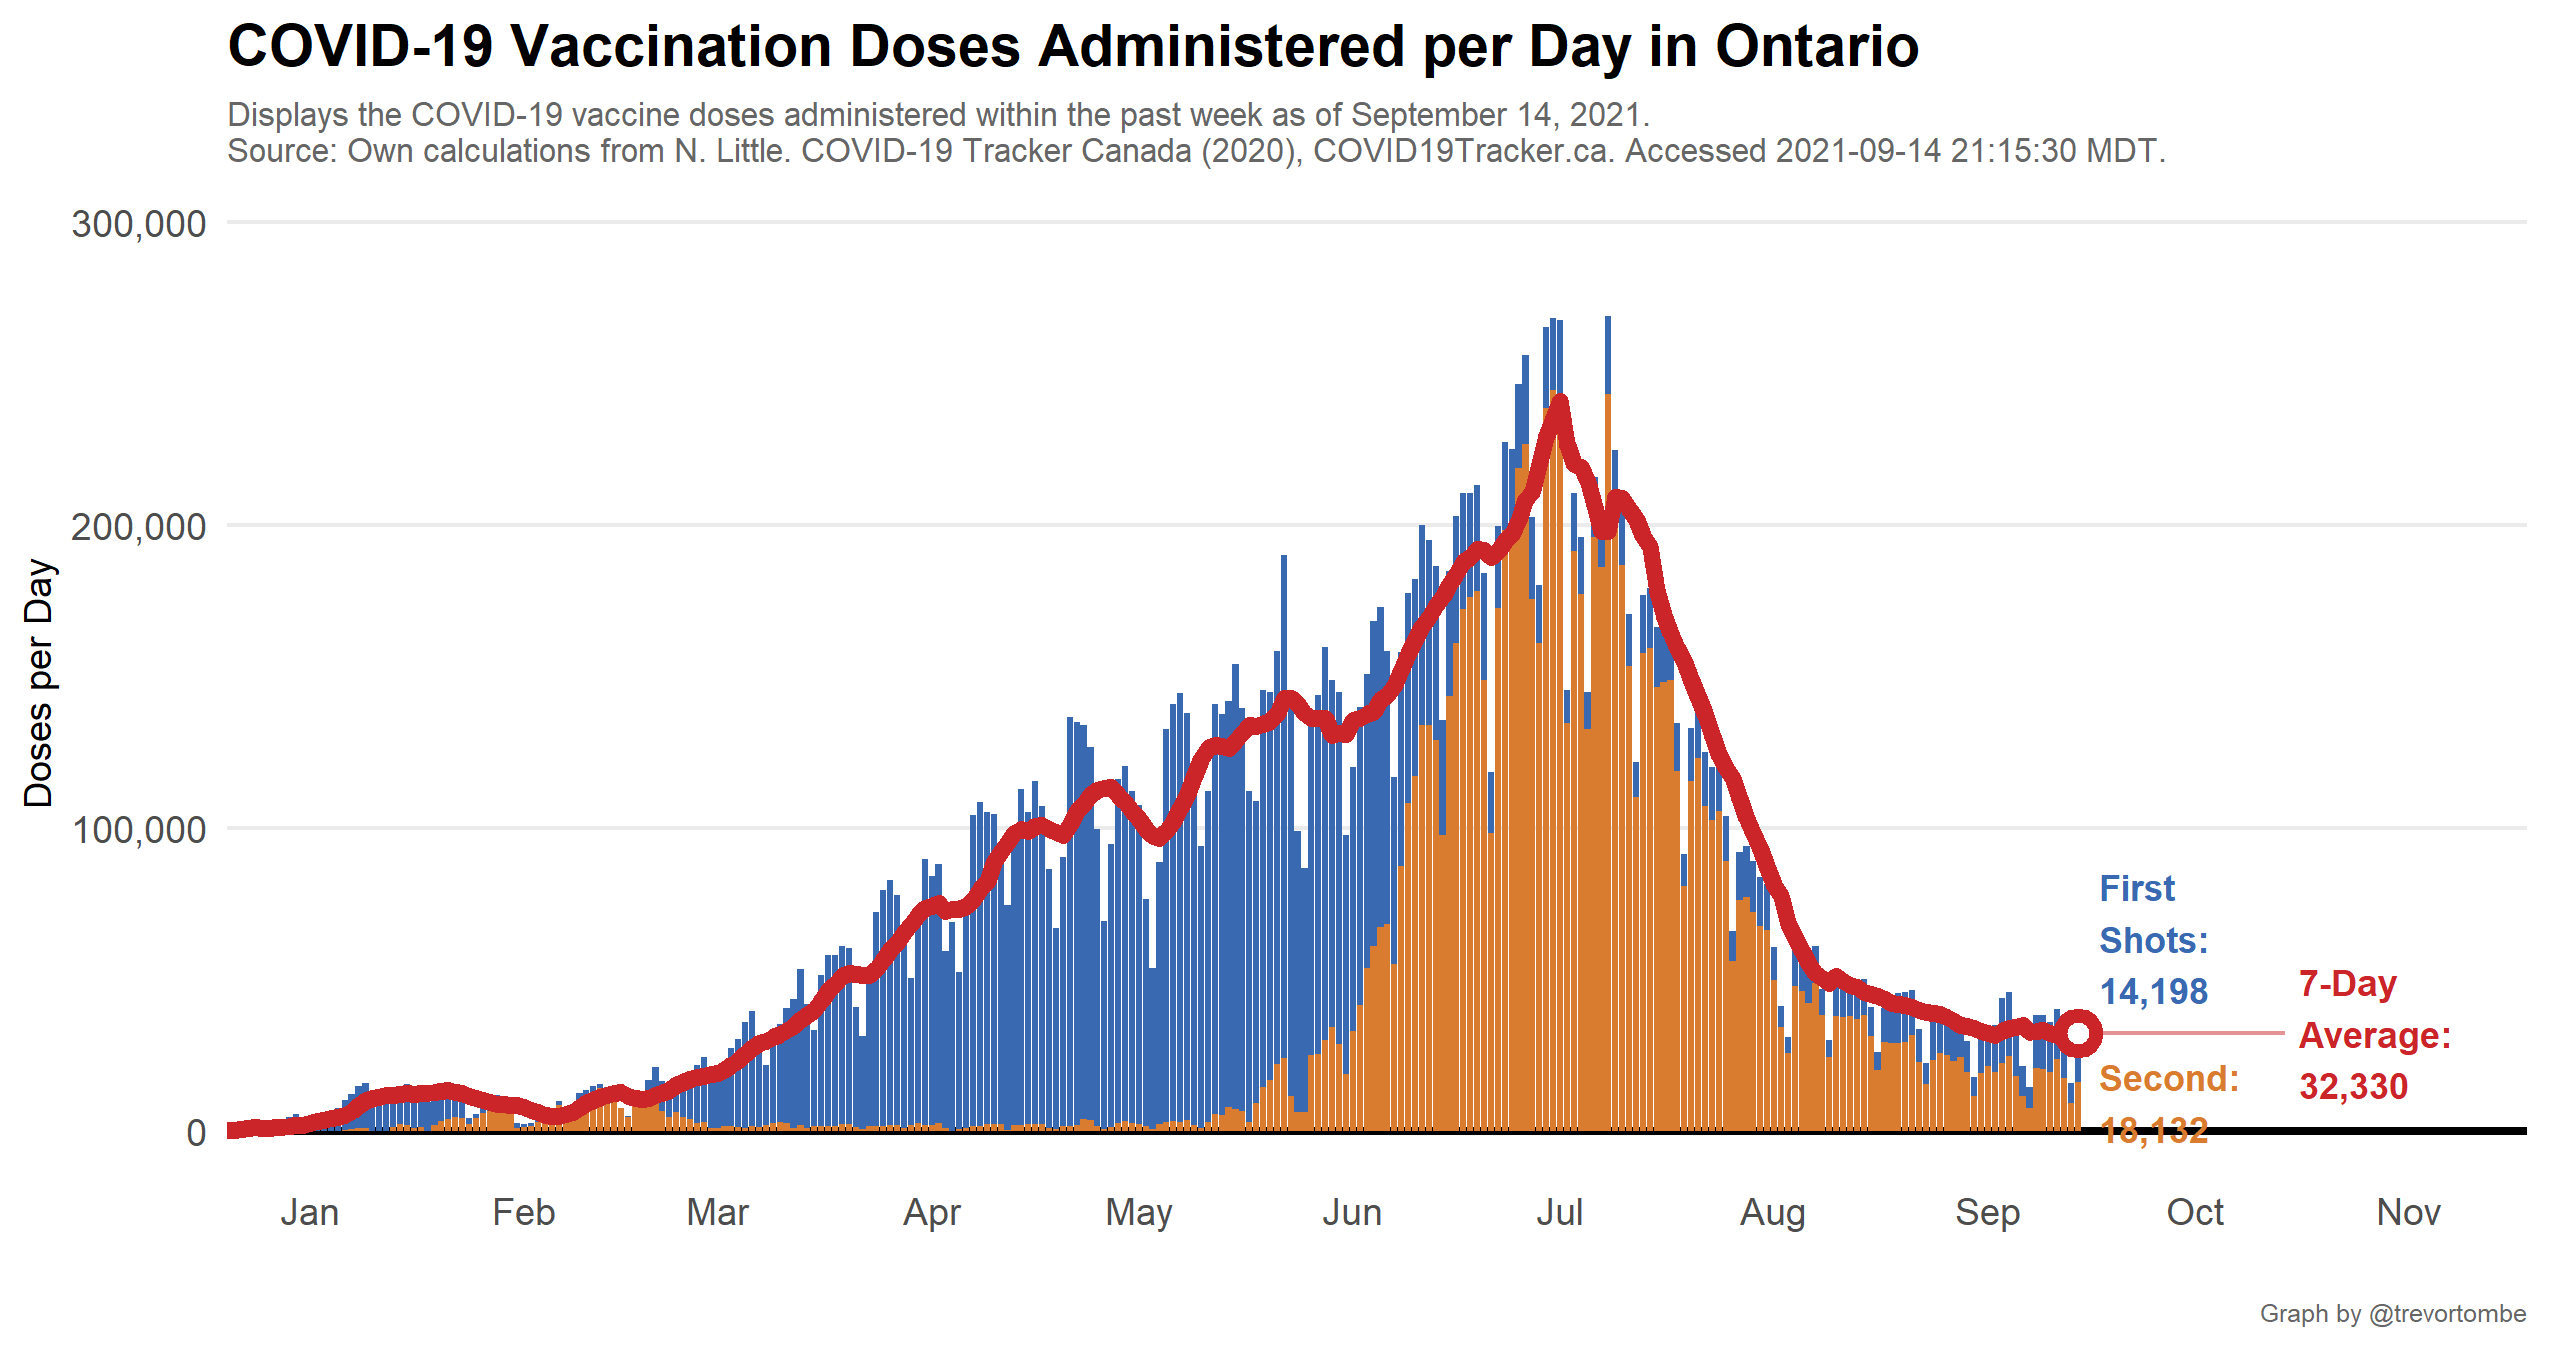 COVID-19 Vaccination Doses Administered per Day in Ontario
Displays the COVID-19 vaccine doses administered within the past week as of September 14, 2021.
Source: Own calculations from N. Little. COVID-19 Tracker Canada (2020), COVID19Tracker.ca. Accessed 2021-09-14 21:15:30 MDT.
Doses per Day
300,000
200,000
100,000
0
First
Shots:
14,198
Second:
18,132
7-Day
Average:
32,330
Jan Feb Mar Apr May Jun Jul Aug Sep Oct Nov
Graph by @trevortombe